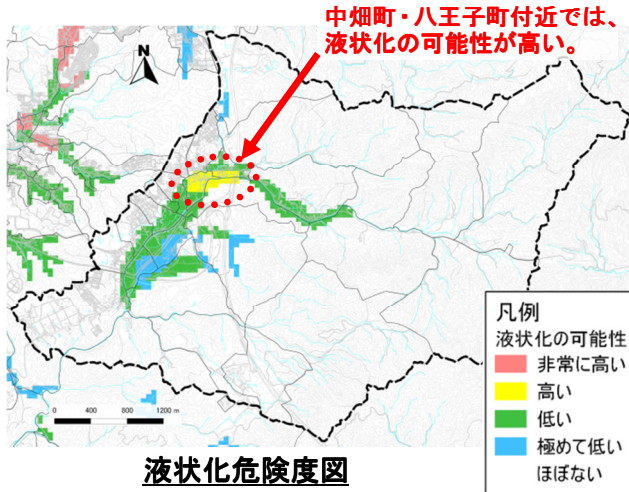 中畑町・八王子町付近では、
液状化の可能性が高い。
N
0 400 800 1200 m
凡例
液状化の可能性
非常に高い
高い
低い
極めて低い
ほぼない
液状化危険度図